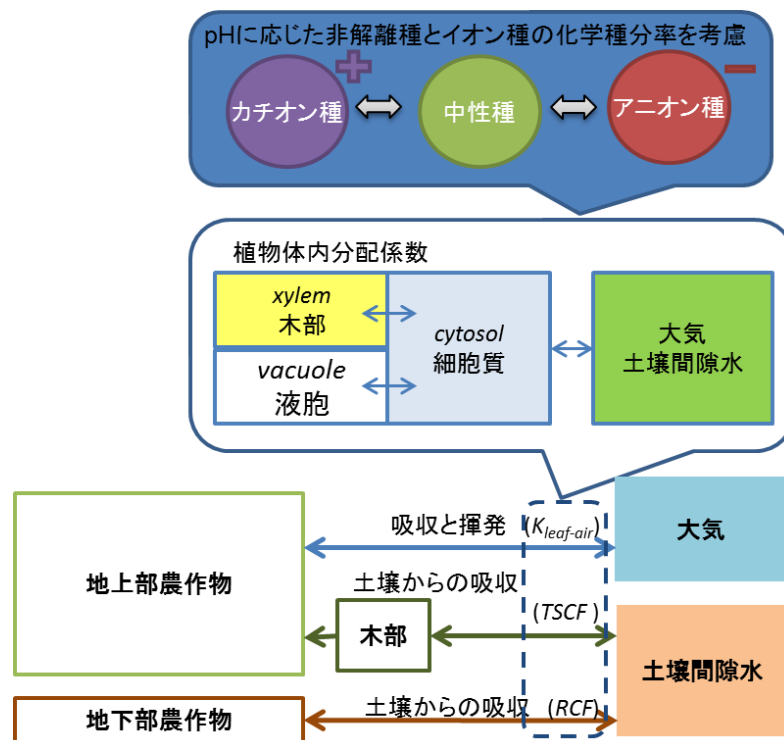 pHに応じた非解離種とイオン種の化学種分率を考慮
カチオン種
+
中性種
アニオン種
−
植物体内分配係数
xylem
木部
vacuole
液胞
cytosol
細胞質
大気
土壌間隙水
地上部農作物
吸収と揮発 (Kleaf-air)
大気
土壌からの吸収
木部
(TSCF)
土壌間隙水
地下部農作物
土壌からの吸収 (RCF)